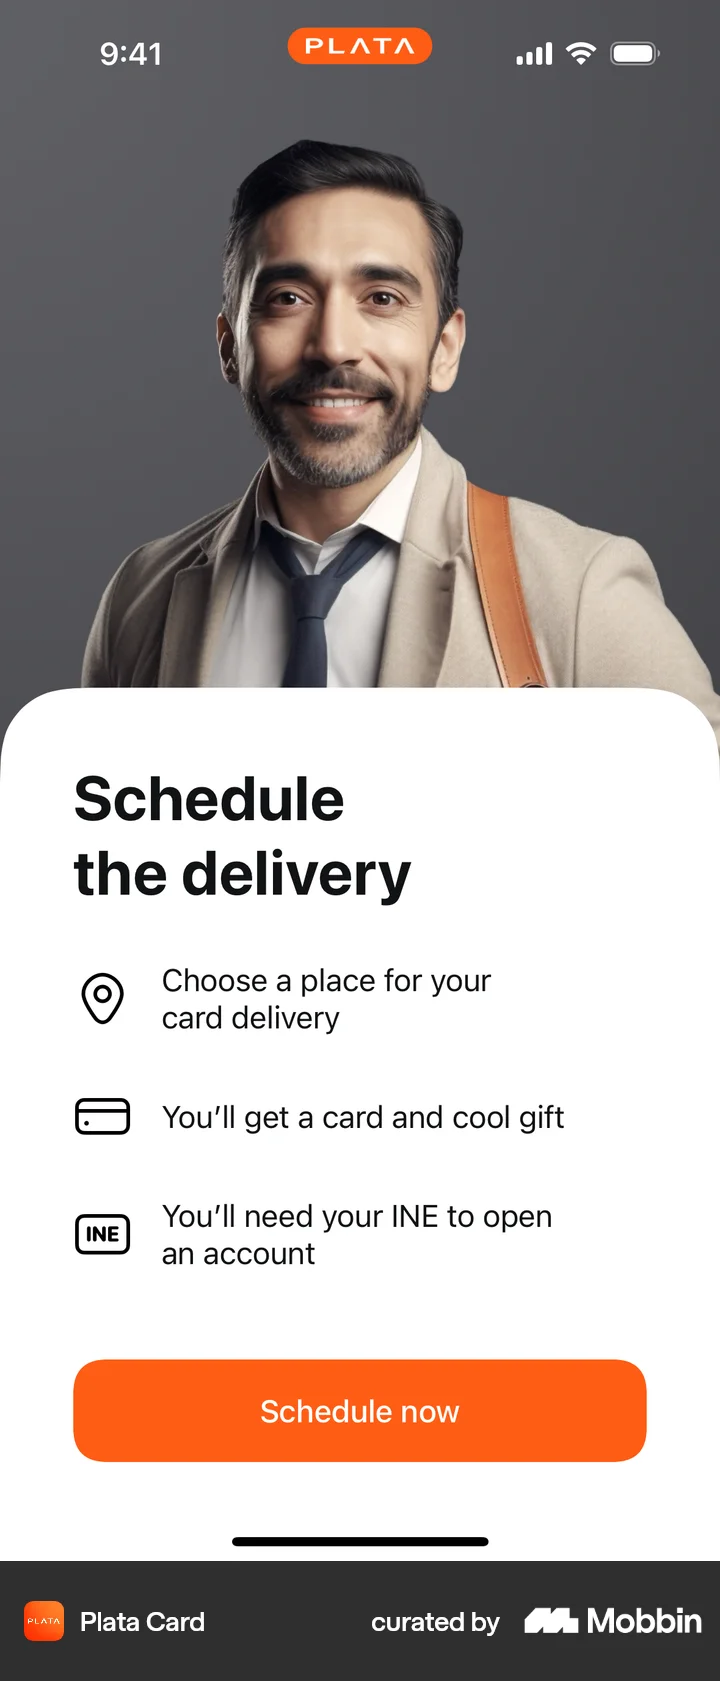 9:41
PLATA
Schedule
the delivery
Choose a place for your
card delivery
You’ll get a card and cool gift
INE
You’ll need your INE to open
an account
Schedule now
PLATA
Plata Card
curated by
Mobbin